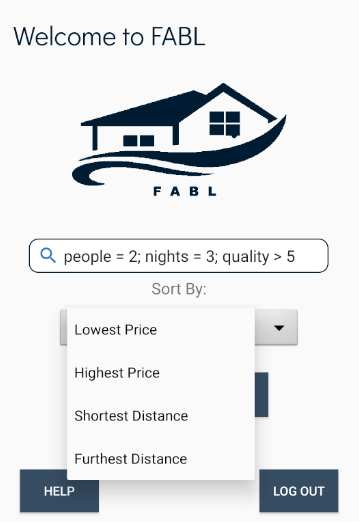 Welcome to FABL
FABL
people = 2; nights = 3; quality > 5
Sort By:
Lowest Price
Highest Price
Shortest Distance
Furthest Distance
HELP
LOG OUT